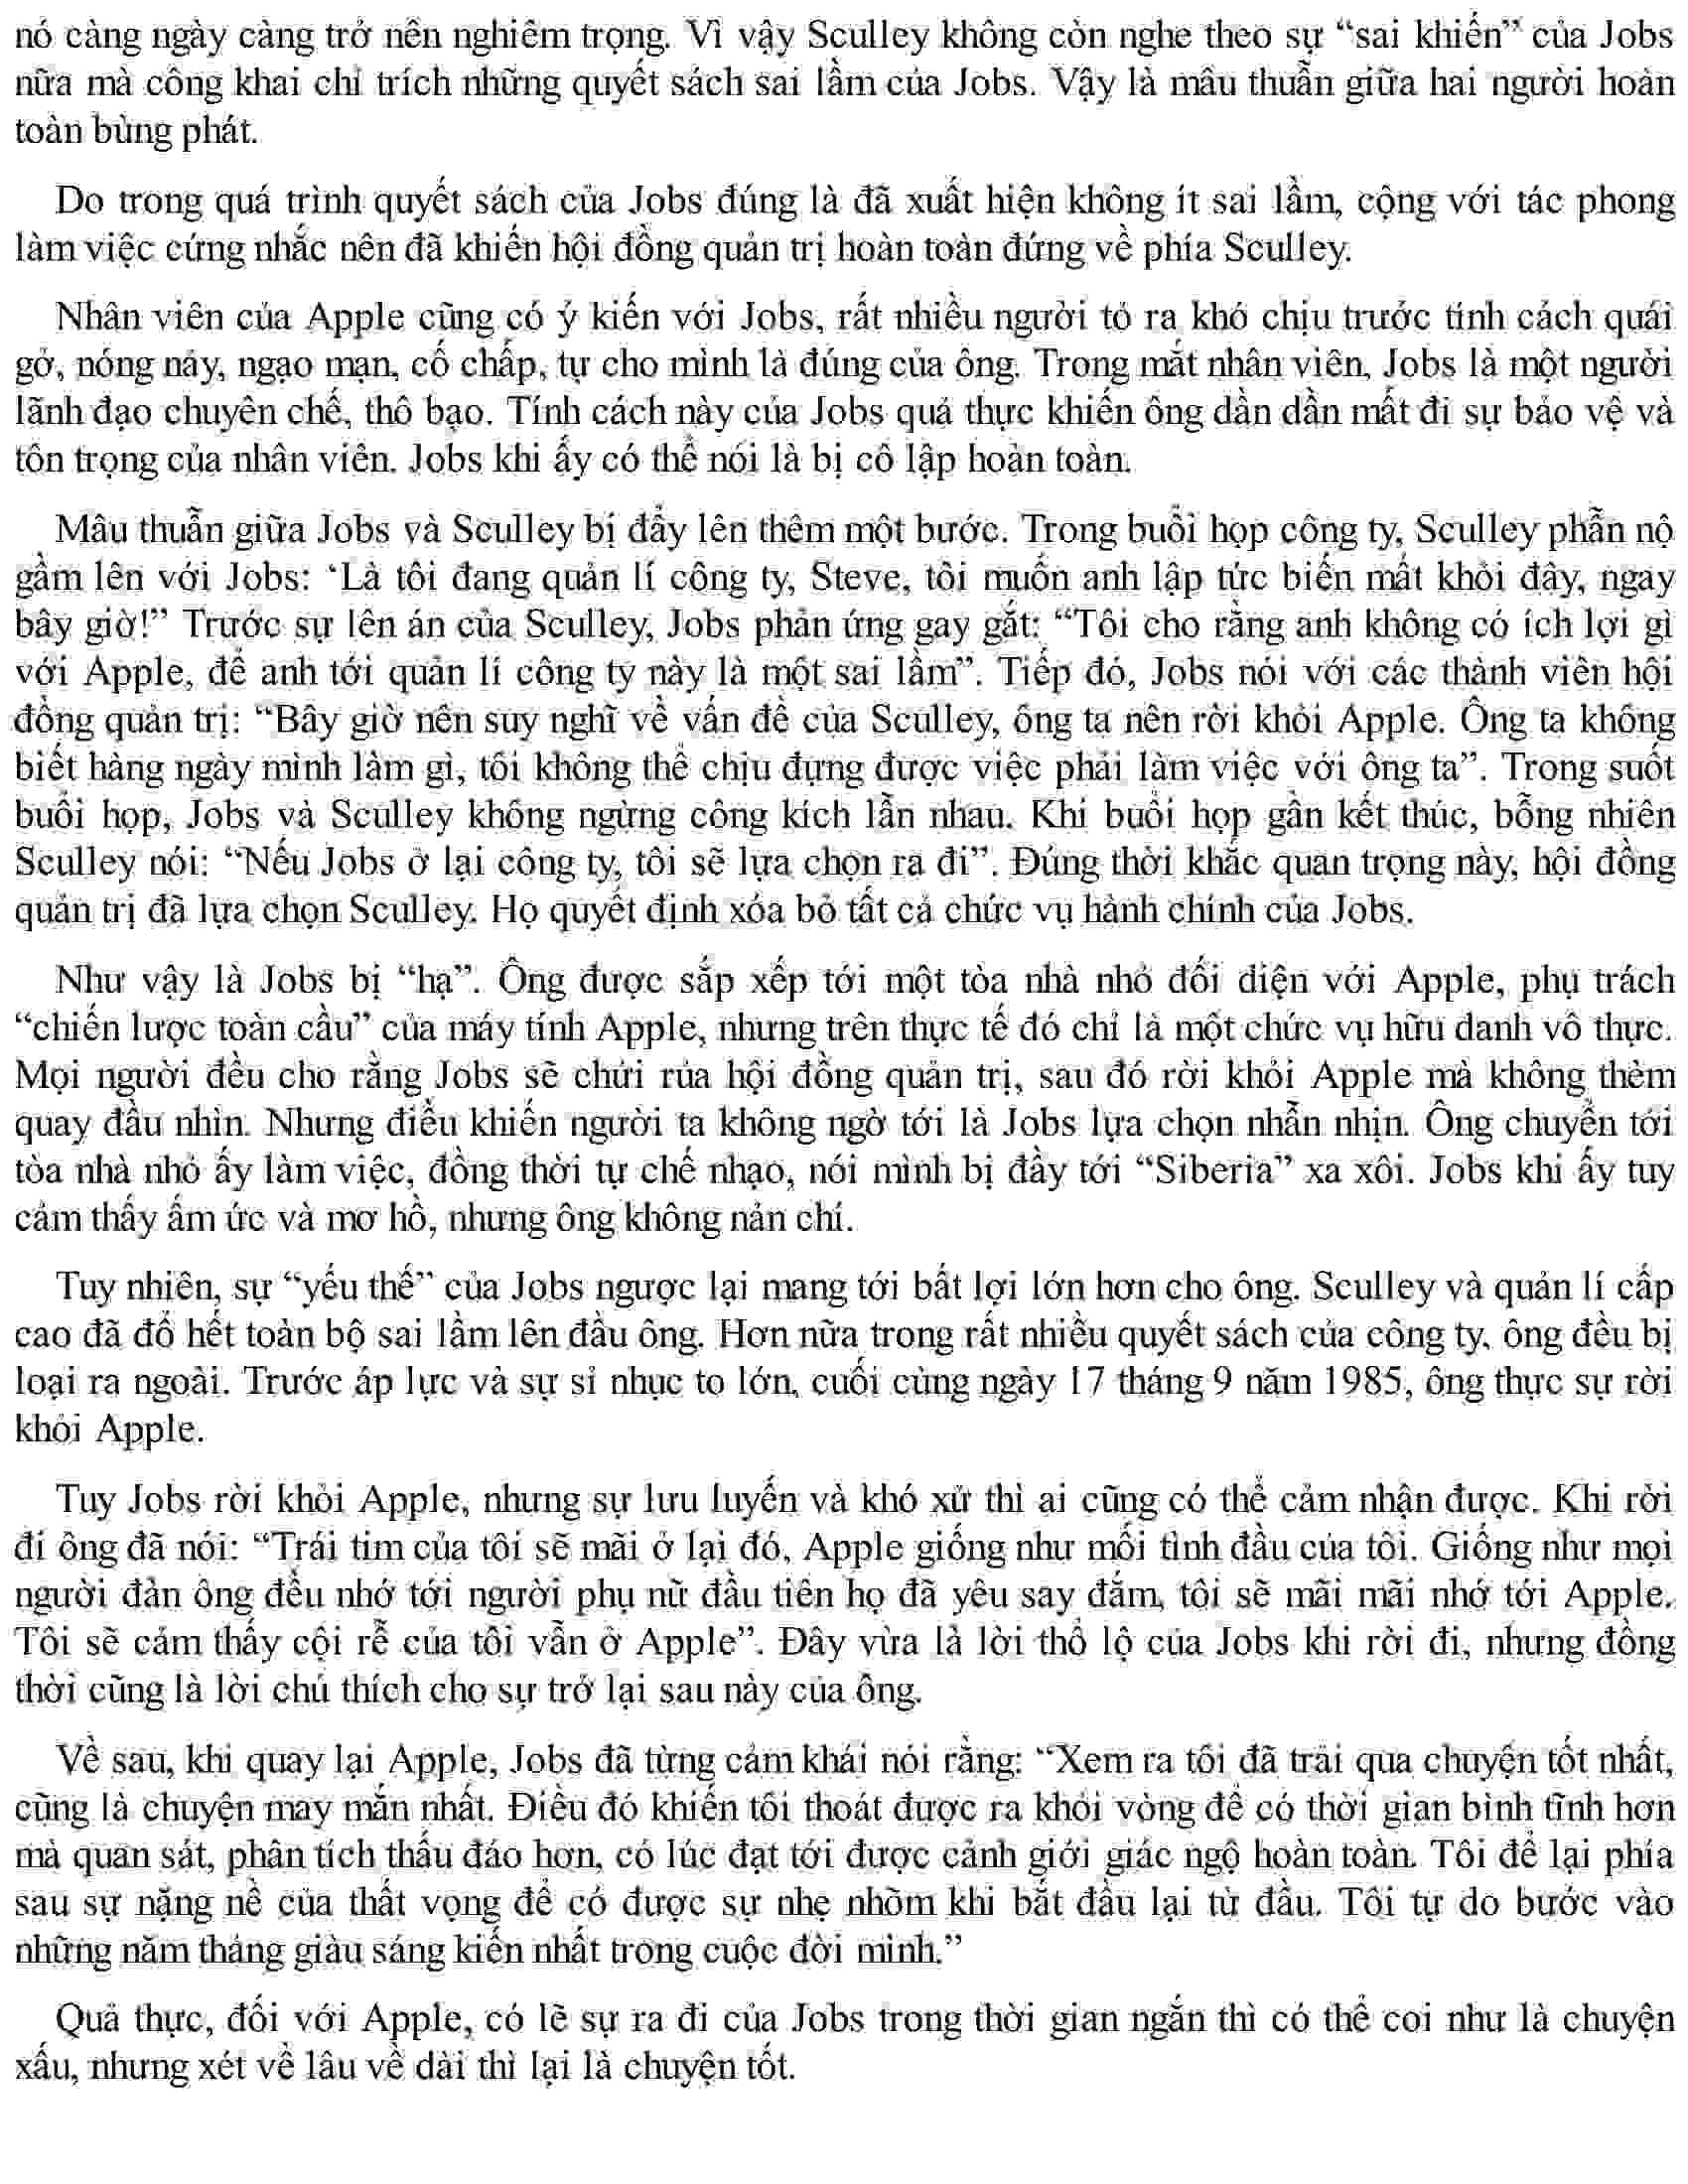 nó càng ngày càng trở nên nghiêm trọng. Vì vậy Sculley không còn nghe theo sự “sai khiến” của Jobs
nữa mà công khai chỉ trích những quyết sách sai lầm của Jobs. Vậy là mâu thuẫn giữa hai người hoàn
toàn bùng phát.
Do trong quá trình quyết sách của Jobs đúng là đã xuất hiện không ít sai lầm, cộng với tác phong
làm việc cứng nhắc nên đã khiến hội đồng quản trị hoàn toàn đứng về phía Sculley.
Nhân viên của Apple cũng có ý kiến với Jobs, rất nhiều người tỏ ra khó chịu trước tính cách quái
gở, nóng nảy, ngạo mạn, cố chấp, tự cho mình là đúng của ông. Trong mắt nhân viên, Jobs là một người
lãnh đạo chuyên chế, thô bạo. Tính cách này của Jobs quả thực khiến ông dần dần mất đi sự bảo vệ và
tôn trọng của nhân viên. Jobs khi ấy có thể nói là bị cô lập hoàn toàn.
Mâu thuẫn giữa Jobs và Sculley bị đẩy lên thêm một bước. Trong buổi họp công ty, Sculley phẫn nộ
gầm lên với Jobs: ‘Là tôi đang quản lí công ty, Steve, tôi muốn anh lập tức biến mất khỏi đây, ngay
bây giờ!” Trước sự lên án của Sculley, Jobs phản ứng gay gắt: “Tôi cho rằng anh không có ích lợi gì
với Apple, để anh tới quản lí công ty này là một sai lầm”. Tiếp đó, Jobs nói với các thành viên hội
đồng quản trị: “Bây giờ nên suy nghĩ về vấn đề của Sculley, ông ta nên rời khỏi Apple. Ông ta không
biết hàng ngày mình làm gì, tôi không thể chịu đựng được việc phải làm việc với ông ta”. Trong suốt
buổi họp, Jobs và Sculley không ngừng công kích lẫn nhau. Khi buổi họp gần kết thúc, bỗng nhiên
Sculley nói: “Nếu Jobs ở lại công ty, tôi sẽ lựa chọn ra đi”. Đúng thời khắc quan trọng này, hội đồng
quản trị đã lựa chọn Sculley. Họ quyết định xóa bỏ tất cả chức vụ hành chính của Jobs.
Như vậy là Jobs bị “hạ”. Ông được sắp xếp tới một tòa nhà nhỏ đối diện với Apple, phụ trách
“chiến lược toàn cầu” của máy tính Apple, nhưng trên thực tế đó chỉ là một chức vụ hữu danh vô thực.
Mọi người đều cho rằng Jobs sẽ chửi rủa hội đồng quản trị, sau đó rời khỏi Apple mà không thèm
quay đầu nhìn. Nhưng điều khiến người ta không ngờ tới là Jobs lựa chọn nhẫn nhịn. Ông chuyển tới
tòa nhà nhỏ ấy làm việc, đồng thời tự chế nhạo, nói mình bị đầy tới “Siberia” xa xôi. Jobs khi ấy tuy
cảm thấy ấm ức và mơ hồ, nhưng ông không nản chí.
Tuy nhiên, sự “yếu thế” của Jobs ngược lại mang tới bất lợi lớn hơn cho ông. Sculley và quản lí cấp
cao đã đổ hết toàn bộ sai lầm lên đầu ông. Hơn nữa trong rất nhiều quyết sách của công ty, ông đều bị
loại ra ngoài. Trước áp lực và sự sỉ nhục to lớn, cuối cùng ngày 17 tháng 9 năm 1985, ông thực sự rời
khỏi Apple.
Tuy Jobs rời khỏi Apple, nhưng sự lưu luyến và khó xử thì ai cũng có thể cảm nhận được. Khi rời
đi ông đã nói: “Trái tim của tôi sẽ mãi ở lại đó, Apple giống như mối tình đầu của tôi. Giống như mọi
người đàn ông đều nhớ tới người phụ nữ đầu tiên họ đã yêu say đắm, tôi sẽ mãi mãi nhớ tới Apple.
Tôi sẽ cảm thấy cội rễ của tôi vẫn ở Apple”. Đây vừa là lời thổ lộ của Jobs khi rời đi, nhưng đồng
thời cũng là lời chú thích cho sự trở lại sau này của ông.
Về sau, khi quay lại Apple, Jobs đã từng cảm khái nói rằng: “Xem ra tôi đã trải qua chuyện tốt nhất,
cũng là chuyện may mắn nhất. Điều đó khiến tôi thoát được ra khỏi vòng để có thời gian bình tĩnh hơn
mà quan sát, phân tích thấu đáo hơn, có lúc đạt tới được cảnh giới giác ngộ hoàn toàn. Tôi để lại phía
sau sự nặng nề của thất vọng để có được sự nhẹ nhõm khi bắt đầu lại từ đầu. Tôi tự do bước vào
những năm tháng giàu sáng kiến nhất trong cuộc đời mình.”
Quả thực, đối với Apple, có lẽ sự ra đi của Jobs trong thời gian ngắn thì có thể coi như là chuyện
xấu, nhưng xét về lâu về dài thì lại là chuyện tốt.